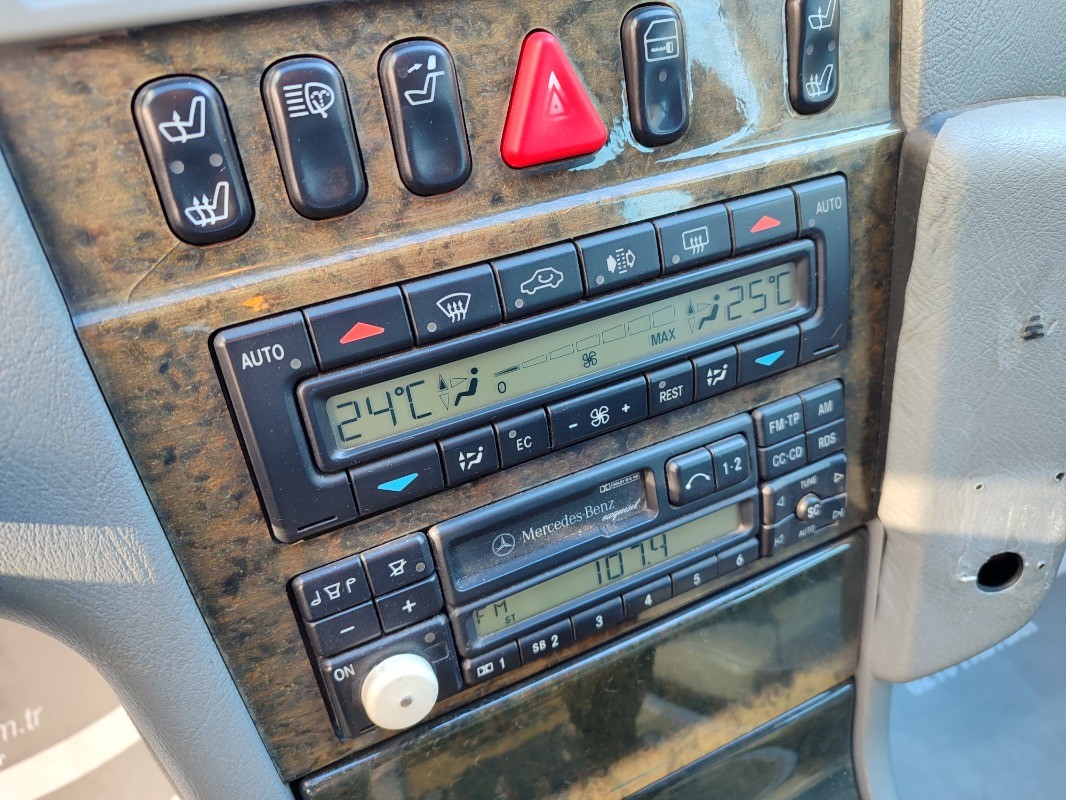 AUTO
AUTO
24°C
0
MAX
25°C
EC
- +
REST
FM·TP
AM
CC·CD
RDS
1·2
Mercedes-Benz
exquisit
TUNE
SC
AUTO
FM
ST
107.4
+
-
ON
1
SB 2
3
4
5
6
m.tr